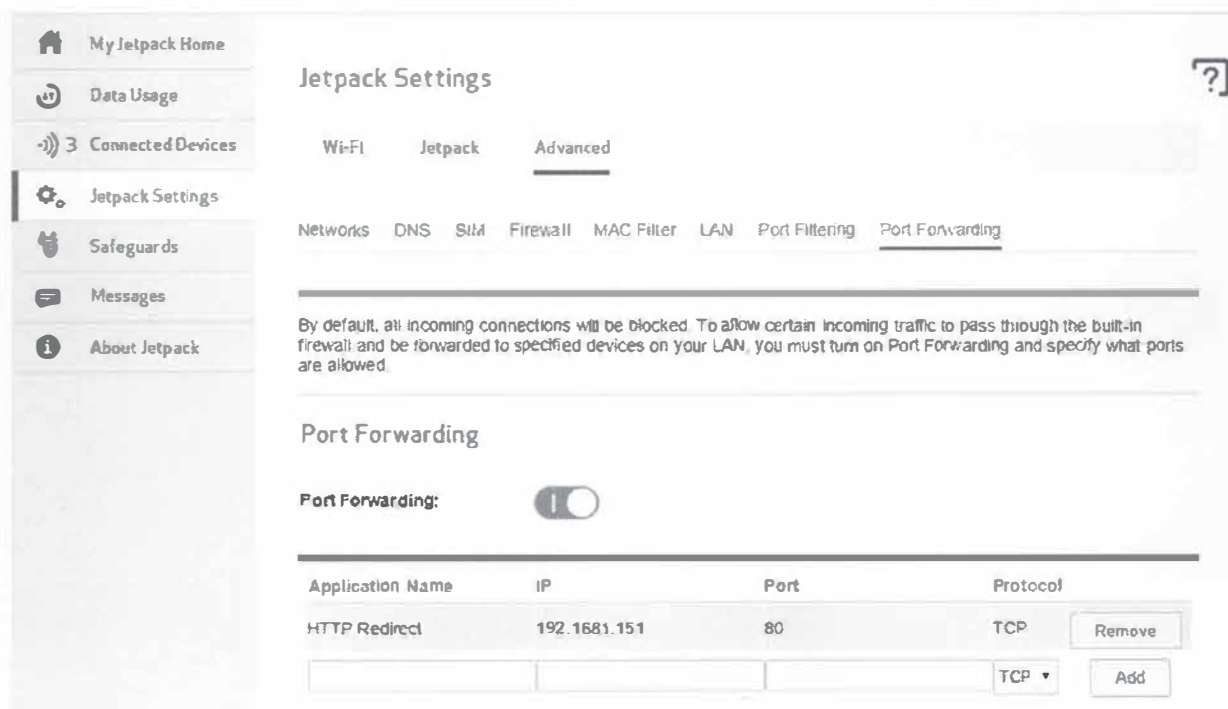 My Jetpack Home
Data Usage
3 Connected Devices
Jetpack Settings
Safeguards
Messages
About Jetpack
Jetpack Settings
?
Wi-Fi Jetpack Advanced
Networks DNS SIM Firewall MAC Filter LAN Port Filtering Port Forwarding
By default, all incoming connections will be blocked. To allow certain incoming traffic to pass through the built-in
firewall and be forwarded to specified devices on your LAN, you must turn on Port Forwarding and specify what ports
are allowed.
Port Forwarding
Port Forwarding:
Application Name IP Port Protocol
HTTP Redirect 192.1681.151 80 TCP Remove
TCP Add